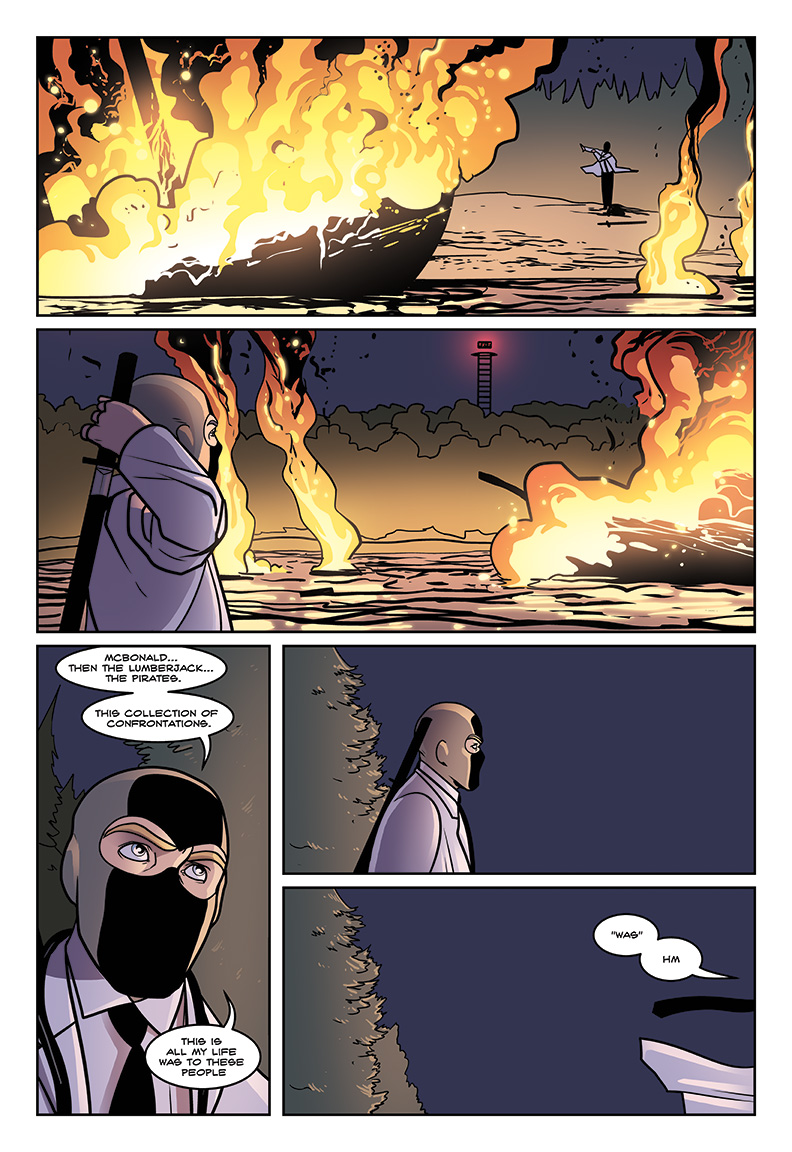 MCBONALD...
THEN THE LUMBERJACK...
THE PIRATES.
THIS COLLECTION OF
CONFRONTATIONS.
THIS IS
ALL MY LIFE
WAS TO THESE
PEOPLE
"WAS"
HM